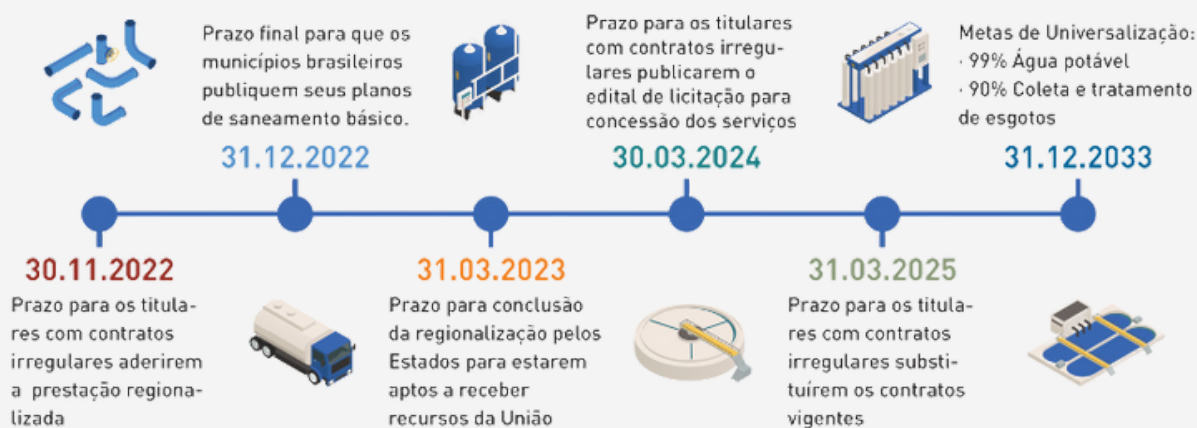 Prazo final para que os
municípios brasileiros
publiquem seus planos
de saneamento básico.
31.12.2022
Prazo para os titulares
com contratos irregu-
lares publicarem o
edital de licitação para
concessão dos serviços
30.03.2024
Metas de Universalização:
· 99% Água potável
· 90% Coleta e tratamento
de esgotos
31.12.2033
30.11.2022
Prazo para os titula-
res com contratos
irregulares aderirem
a prestação regiona-
lizada
31.03.2023
Prazo para conclusão
da regionalização pelos
Estados para estarem
aptos a receber
recursos da União
31.03.2025
Prazo para os titula-
res com contratos
irregulares substi-
tuírem os contratos
vigentes